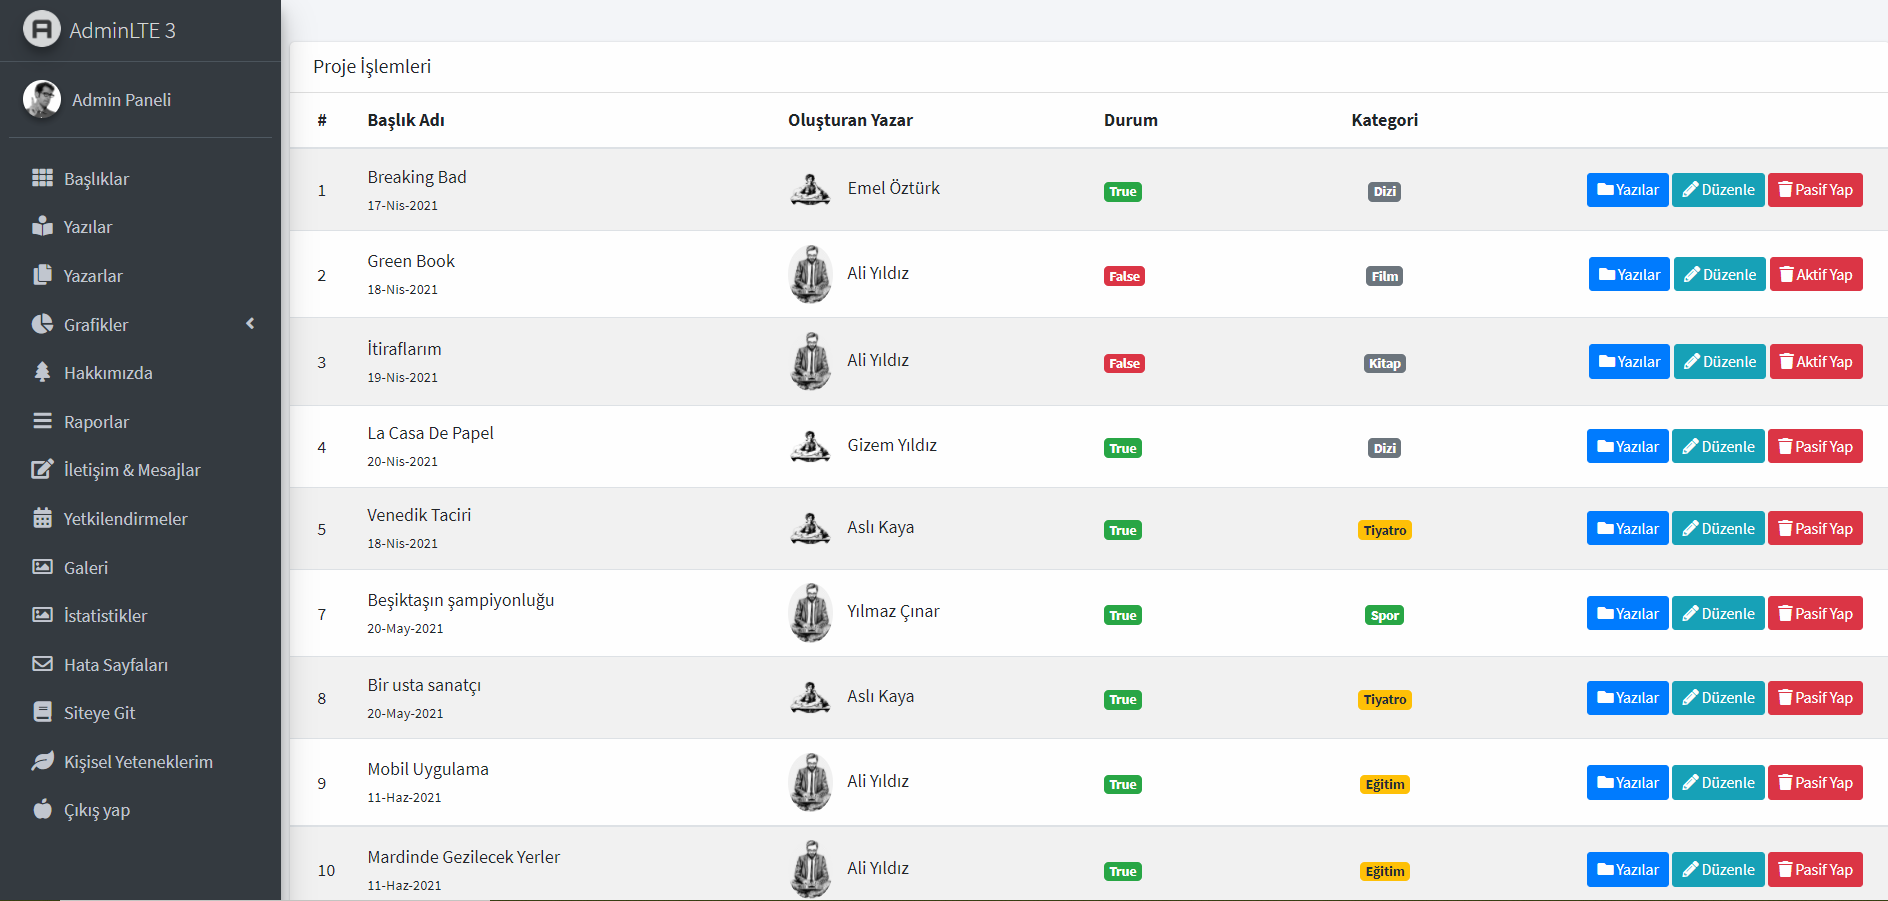 AdminLTE 3
Admin Paneli
Başlıklar
Yazılar
Yazarlar
Grafikler
Hakkımızda
Raporlar
İletişim & Mesajlar
Yetkilendirmeler
Galeri
İstatistikler
Hata Sayfaları
Siteye Git
Kişisel Yeteneklerim
Çıkış yap
Proje İşlemleri
# Başlık Adı Oluşturan Yazar Durum Kategori
1 Breaking Bad Emel Öztürk True Dizi Yazılar Düzenle Pasif Yap
17-Nis-2021
2 Green Book Ali Yıldız False Film Yazılar Düzenle Aktif Yap
18-Nis-2021
3 İtiraflarım Ali Yıldız False Kitap Yazılar Düzenle Aktif Yap
19-Nis-2021
4 La Casa De Papel Gizem Yıldız True Dizi Yazılar Düzenle Pasif Yap
20-Nis-2021
5 Venedik Taciri Aslı Kaya True Tiyatro Yazılar Düzenle Pasif Yap
18-Nis-2021
7 Beşiktaşın şampiyonluğu Yılmaz Çınar True Spor Yazılar Düzenle Pasif Yap
20-May-2021
8 Bir usta sanatçı Aslı Kaya True Tiyatro Yazılar Düzenle Pasif Yap
20-May-2021
9 Mobil Uygulama Ali Yıldız True Eğitim Yazılar Düzenle Pasif Yap
11-Haz-2021
10 Mardinde Gezilecek Yerler Ali Yıldız True Eğitim Yazılar Düzenle Pasif Yap
11-Haz-2021